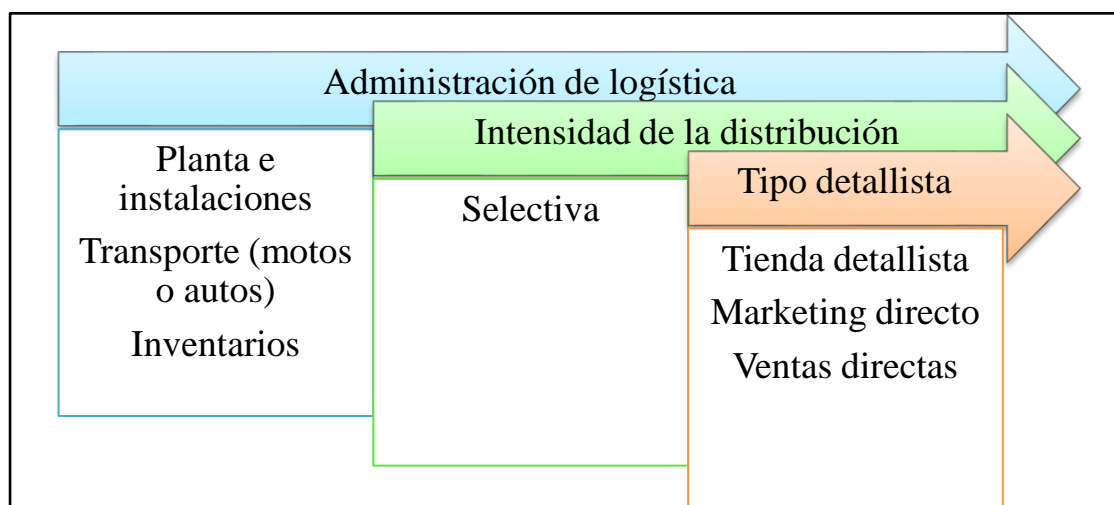 Administración de logística
Planta e
instalaciones
Transporte (motos
o autos)
Inventarios
Intensidad de la distribución
Selectiva
Tipo detallista
Tienda detallista
Marketing directo
Ventas directas